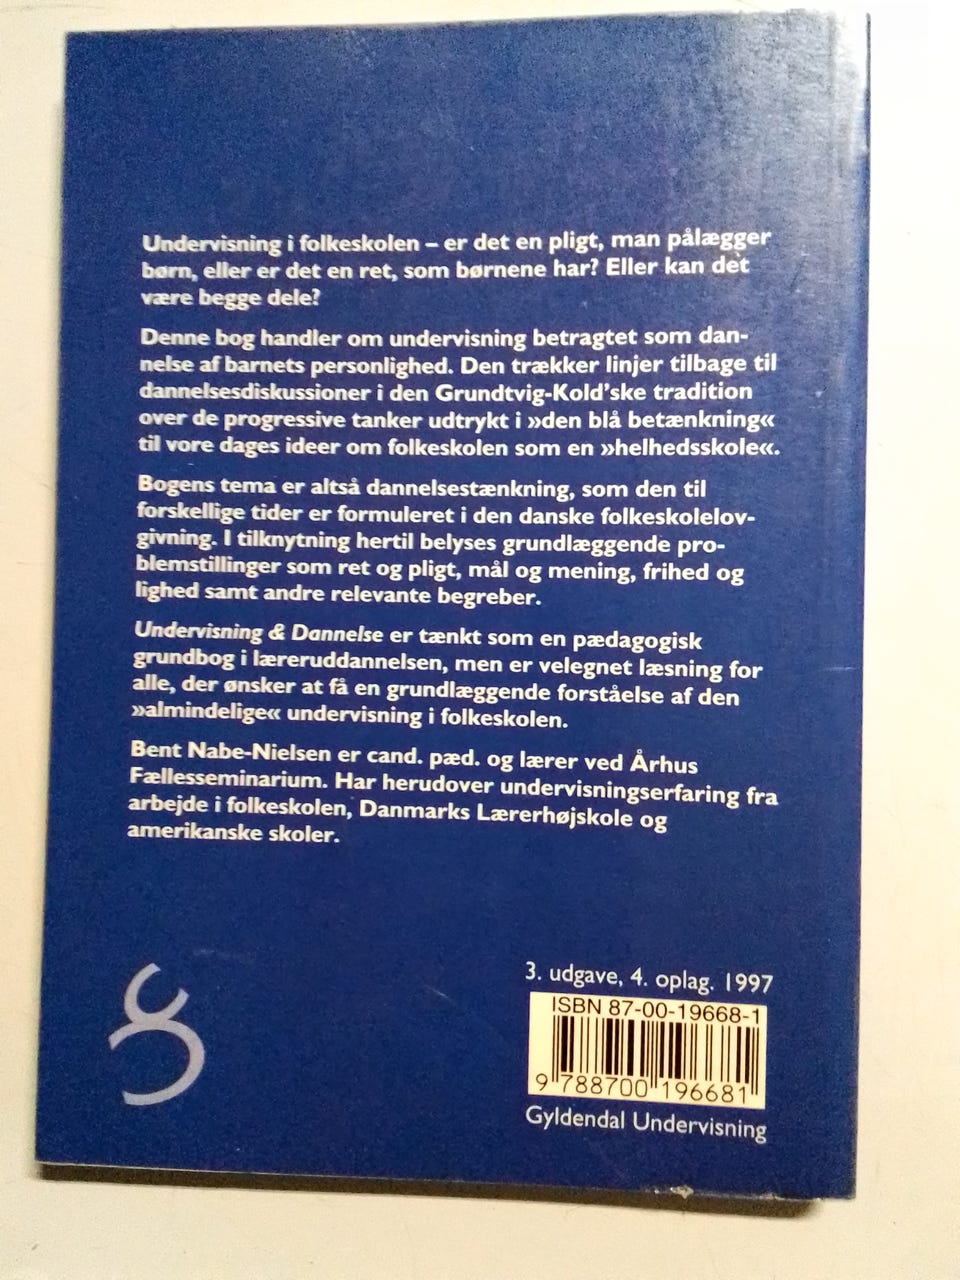 Undervisning i folkeskolen – er det en pligt, man pålægger
børn, eller er det en ret, som børnene har? Eller kan det
være begge dele?
Denne bog handler om undervisning betragtet som dan-
nelse af barnets personlighed. Den trækker linjer tilbage til
dannelsesdiskussioner i den Grundtvig-Kold'ske tradition
over de progressive tanker udtrykt i »den blå betænkning«
til vore dages ideer om folkeskolen som en »helhedsskole«.
Bogens tema er altså dannelsestænkning, som den til
forskellige tider er formuleret i den danske folkeskolelov-
givning. I tilknytning hertil belyses grundlæggende pro-
blemstillinger som ret og pligt, mål og mening, frihed og
lighed samt andre relevante begreber.
Undervisning & Dannelse er tænkt som en pædagogisk
grundbog i læreruddannelsen, men er velegnet læsning for
alle, der ønsker at få en grundlæggende forståelse af den
»almindelige« undervisning i folkeskolen.
Bent Nabe-Nielsen er cand. pæd. og lærer ved Århus
Fællesseminarium. Har herudover undervisningserfaring fra
arbejde i folkeskolen, Danmarks Lærerhøjskole og
amerikanske skoler.
3. udgave, 4. oplag. 1997
ISBN 87-00-19668-1
9 788700 196681
Gyldendal Undervisning